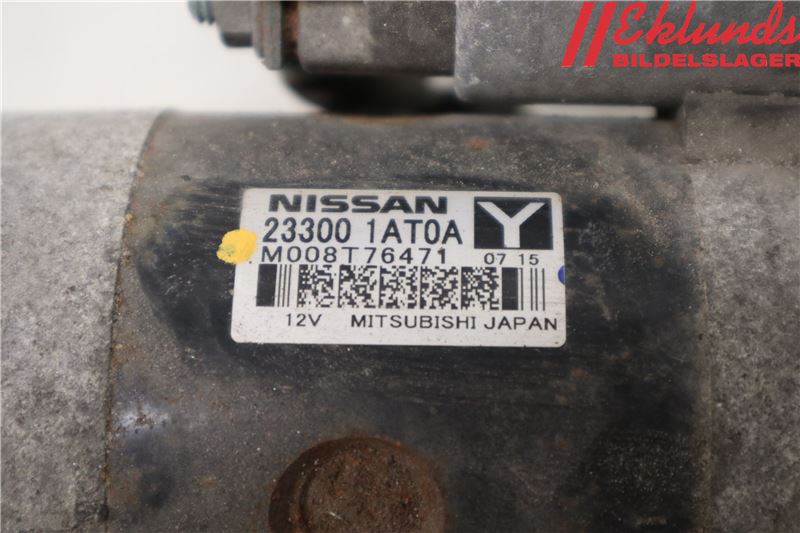 Eklunds
BILDELSLAGER
NISSAN
23300 1AT0A Y
M008T76471 07 15
12V MITSUBISHI JAPAN